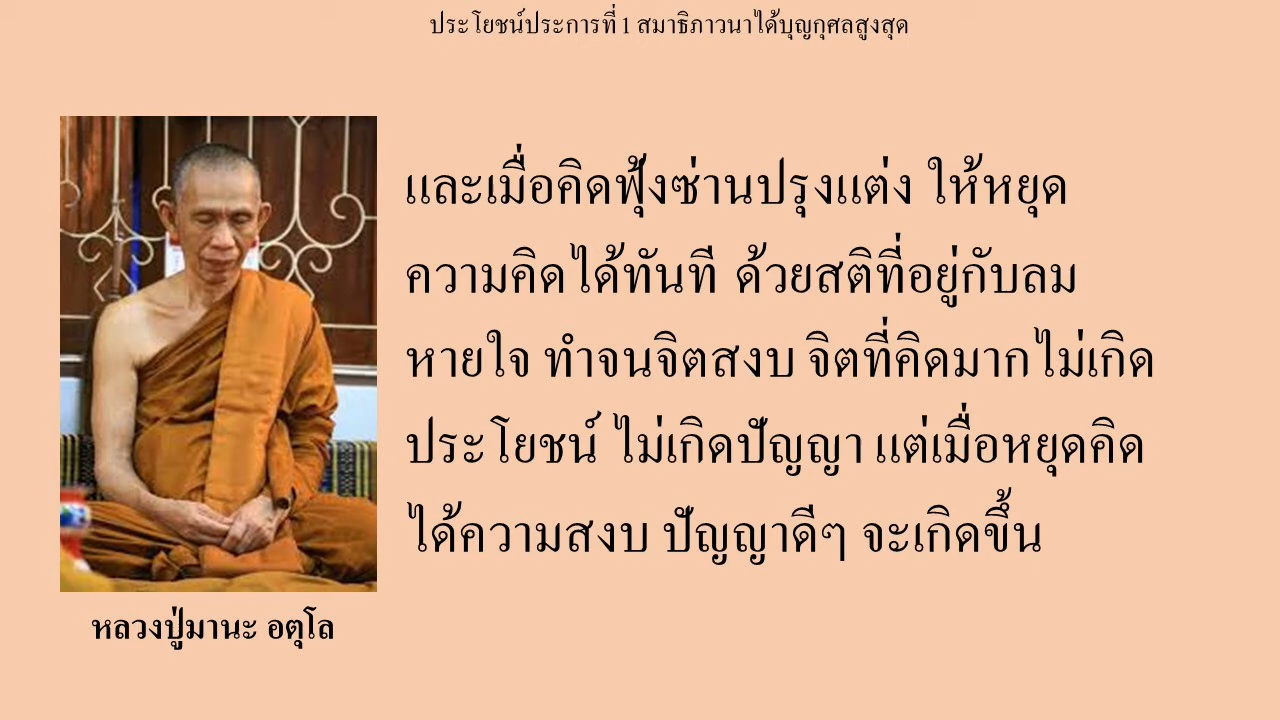 ประโยชน์ประการที่ 1 สมาธิภาวนาได้บุญกุศลสูงสุด
และเมื่อคิดฟุ้งซ่านปรุงแต่ง ให้หยุด
ความคิดได้ทันที ด้วยสติที่อยู่กับลม
หายใจ ทำจนจิตสงบ จิตที่คิดมากไม่เกิด
ประโยชน์ ไม่เกิดปัญญา แต่เมื่อหยุดคิด
ได้ความสงบ ปัญญาดีๆ จะเกิดขึ้น
หลวงปู่มานะ อตุโล